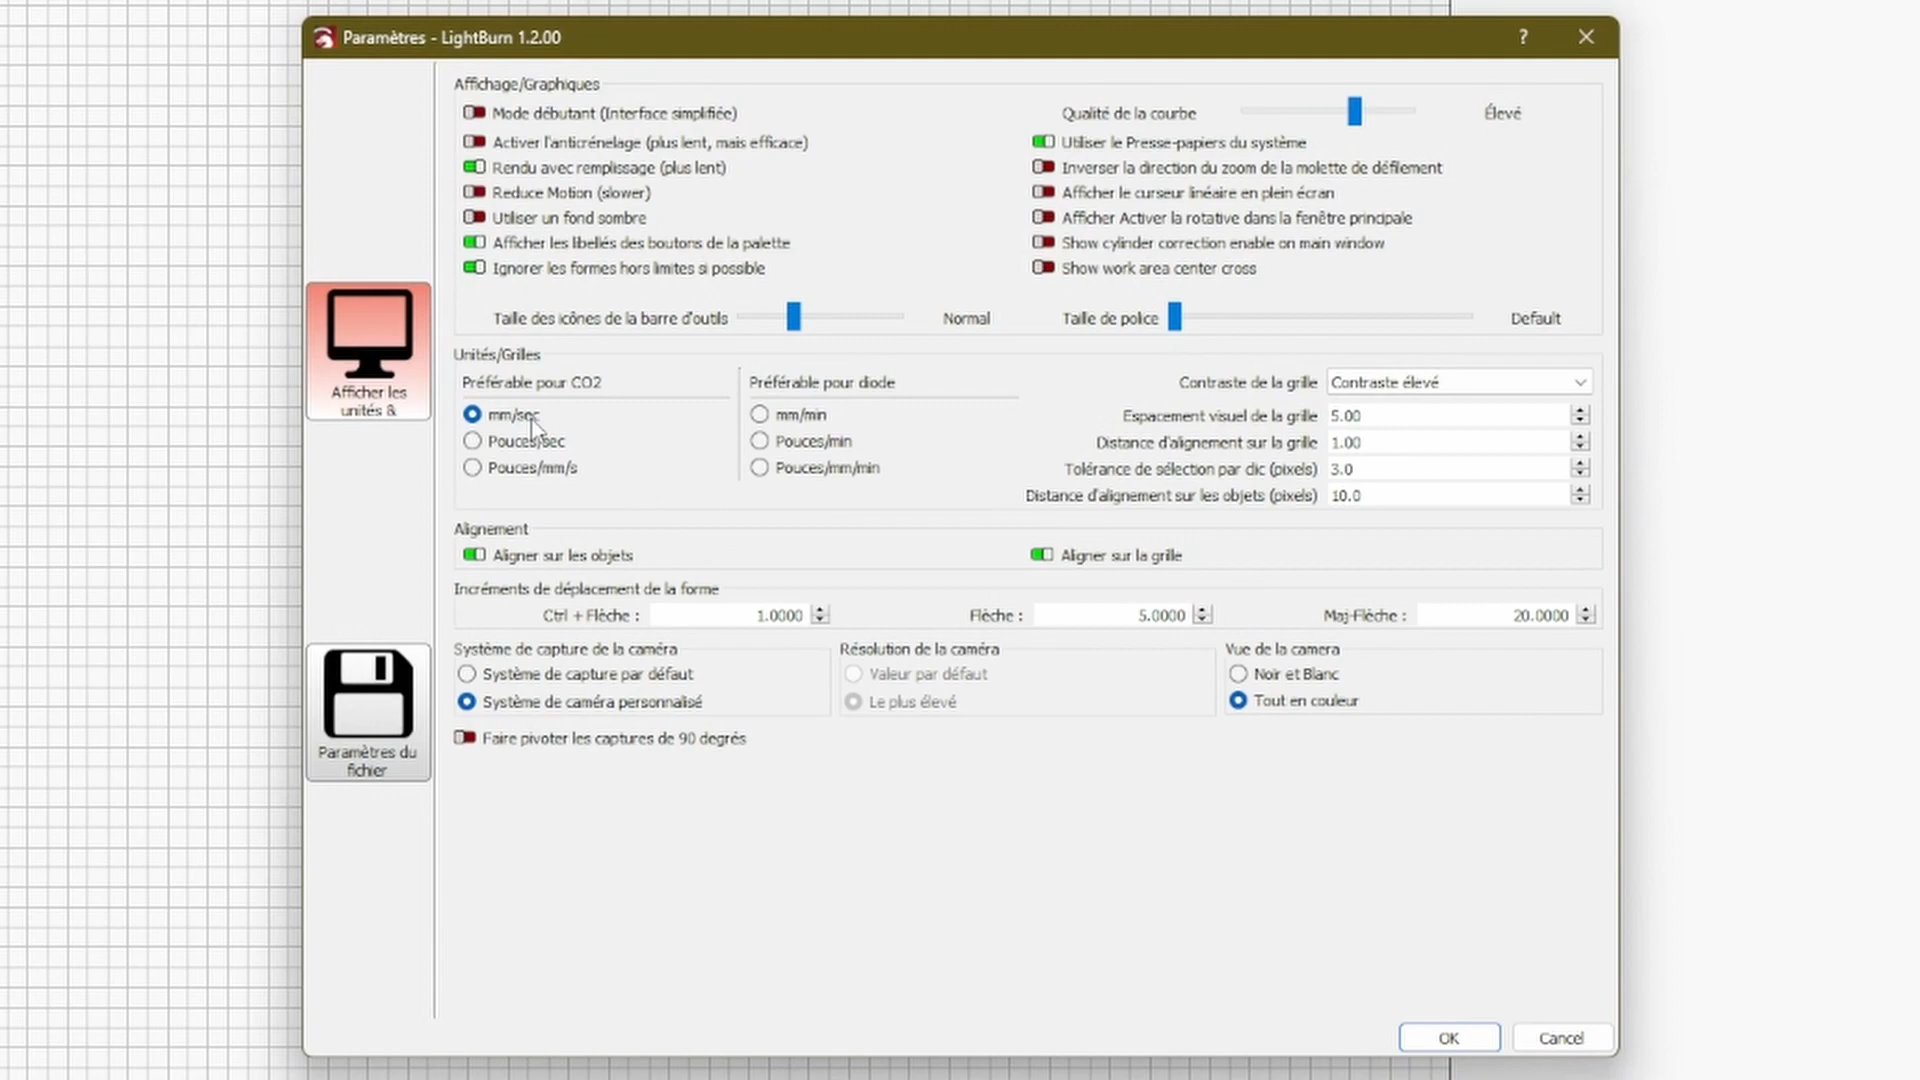 Paramètres - LightBurn 1.2.00
?
Affichage/Graphiques
Mode débutant (Interface simplifiée)
Qualité de la courbe
Élevé
Activer l'anticrénelage (plus lent, mais efficace)
Utiliser le Presse-papiers du système
Rendu avec remplissage (plus lent)
Inverser la direction du zoom de la molette de défilement
Reduce Motion (slower)
Afficher le curseur linéaire en plein écran
Utiliser un fond sombre
Afficher Activer la rotative dans la fenêtre principale
Afficher les libellés des boutons de la palette
Show cylinder correction enable on main window
Ignorer les formes hors limites si possible
Show work area center cross
Taille des icônes de la barre d'outils
Normal
Taille de police
Default
Afficher les
unités &
Unités/Grilles
Préférable pour CO2
Préférable pour diode
Contraste de la grille
Contraste élevé
mm/sec
mm/min
Espacement visuel de la grille
5.00
Pouces/sec
Pouces/min
Distance d'alignement sur la grille
1.00
Pouces/mm/s
Pouces/mm/min
Tolérance de sélection par clic (pixels)
3.0
Distance d'alignement sur les objets (pixels)
10.0
Alignement
Aligner sur les objets
Aligner sur la grille
Incréments de déplacement de la forme
Ctrl + Flèche :
1.0000
Flèche :
5.0000
Maj-Flèche :
20.0000
Système de capture de la caméra
Résolution de la caméra
Vue de la camera
Système de capture par défaut
Valeur par défaut
Noir et Blanc
Système de caméra personnalisé
Le plus élevé
Tout en couleur
Faire pivoter les captures de 90 degrés
Paramètres du
fichier
OK
Cancel